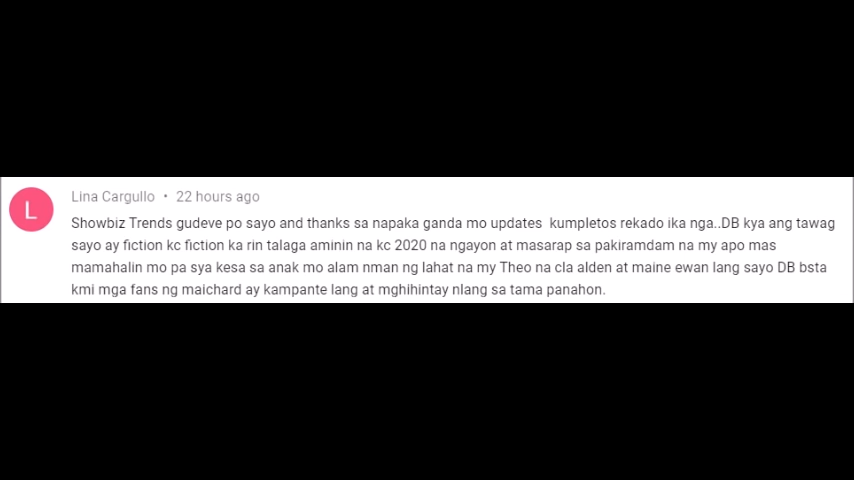 L
Lina Cargullo • 22 hours ago
Showbiz Trends gudeve po sayo and thanks sa napaka ganda mo updates kumpletos rekado ika nga..DB kya ang tawag
sayo ay fiction kc fiction ka rin talaga aminin na kc 2020 na ngayon at masarap sa pakiramdam na my apo mas
mamahalin mo pa sya kesa sa anak mo alam nman ng lahat na my Theo na cla alden at maine ewan lang sayo DB bsta
kmi mga fans ng maichard ay kampante lang at mghihintay nlang sa tama panahon.